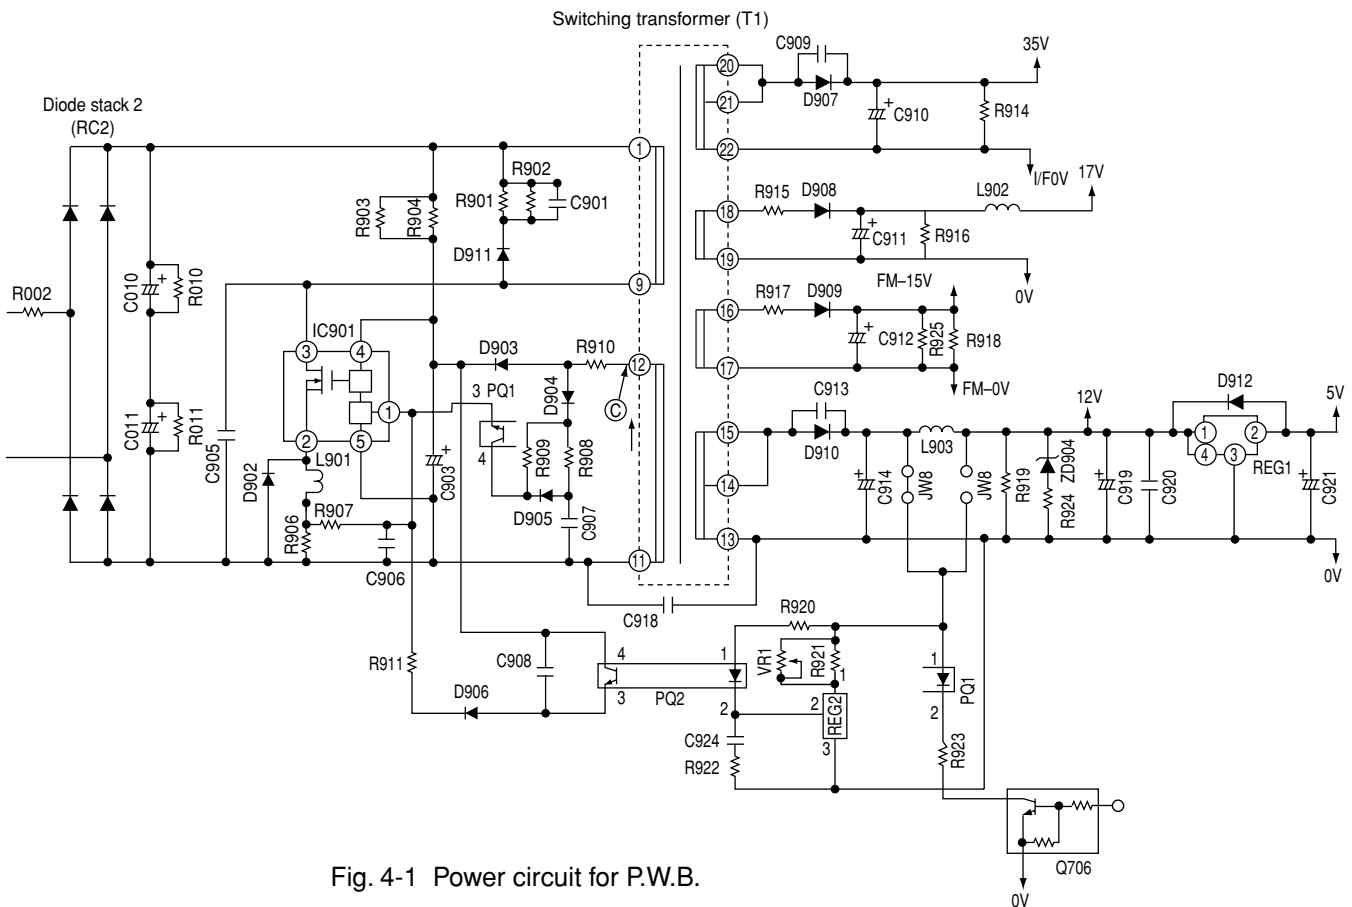 Switching transformer (T1)
C909
35V
20
D907
21
C910
R914
22
I/F0V
Diode stack 2
(RC2)
1
R902
R901
C901
R903
R904
D911
9
R915
D908
L902
17V
18
C911
R916
19
0V
FM–15V
R917
D909
16
C912
R925
R918
17
FM–0V
R002
C010
R010
C011
R011
C905
IC901
3
4
1
2
5
D903
R910
12
3 PQ1
D904
C
4
R909
R908
L901
D902
C903
D905
C907
R907
R906
C906
11
C918
C913
15
D910
L903
14
C914
JW8
JW8
13
12V
R919
ZD904
R924
C919
C920
D912
5V
1
2
4
3
REG1
C921
0V
R911
C908
D906
4
3
PQ2
1
2
R920
VR1
R921
1
2
REG2
3
C924
R922
1
PQ1
2
R923
Q706
0V
+
+
+
+
+
+
+
+
+
Fig. 4-1 Power circuit for P.W.B.